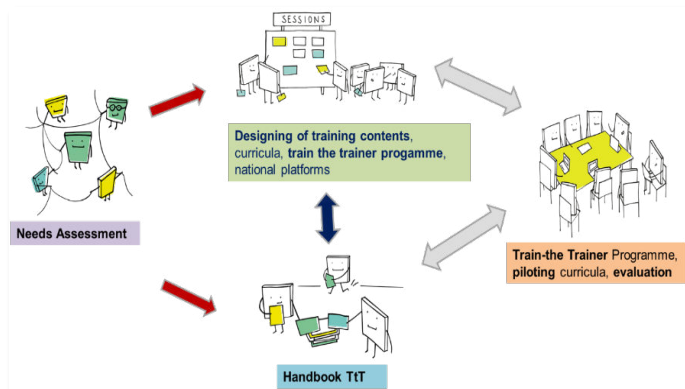 SESSIONS
Designing of training contents,
curricula, train the trainer progamme,
national platforms
Needs Assessment
Train-the Trainer Programme,
piloting curricula, evaluation
Handbook TtT